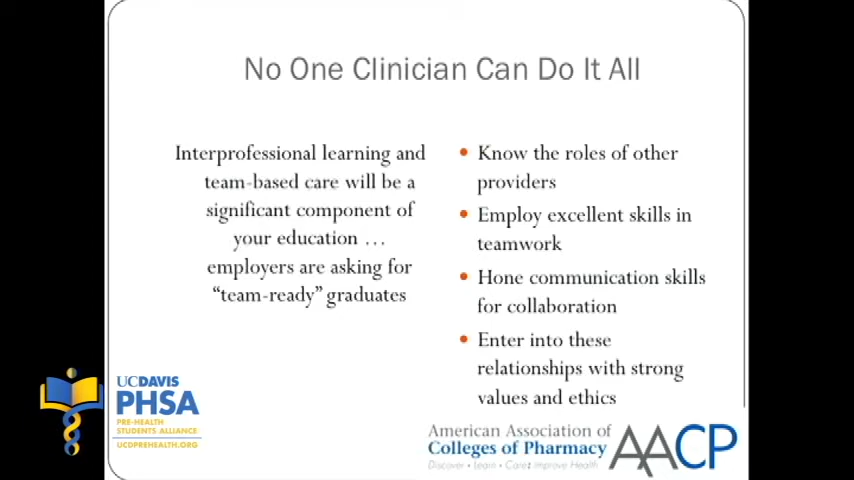 No One Clinician Can Do It All
Interprofessional learning and
team-based care will be a
significant component of
your education ...
employers are asking for
“team-ready” graduates
• Know the roles of other
providers
• Employ excellent skills in
teamwork
• Hone communication skills
for collaboration
• Enter into these
relationships with strong
values and ethics
UCDAVIS
PHSA
PRE-HEALTH
STUDENTS ALLIANCE
UCDPREHEALTH.ORG
American Association of
Colleges of Pharmacy
Discover • Learn • Care: Improve Health
AACP